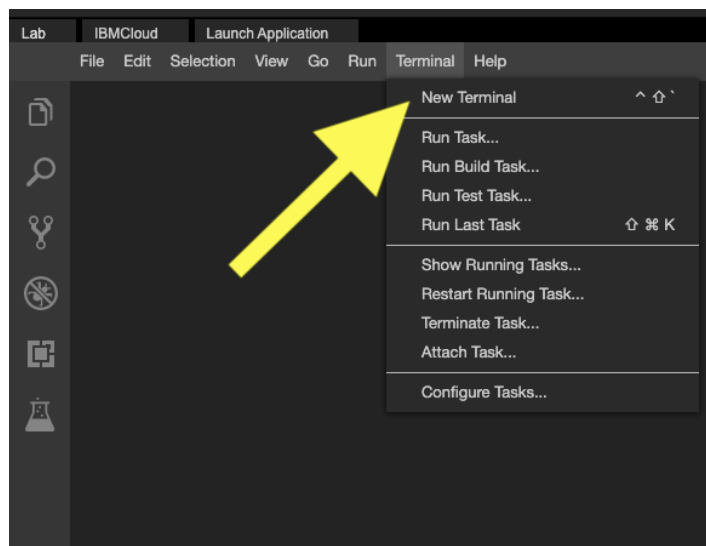 Lab IBMCloud Launch Application
File Edit Selection View Go Run Terminal Help
New Terminal ^ ⇧ `
Run Task...
Run Build Task...
Run Test Task...
Run Last Task ⇧ ⌘ K
Show Running Tasks...
Restart Running Task...
Terminate Task...
Attach Task...
Configure Tasks...